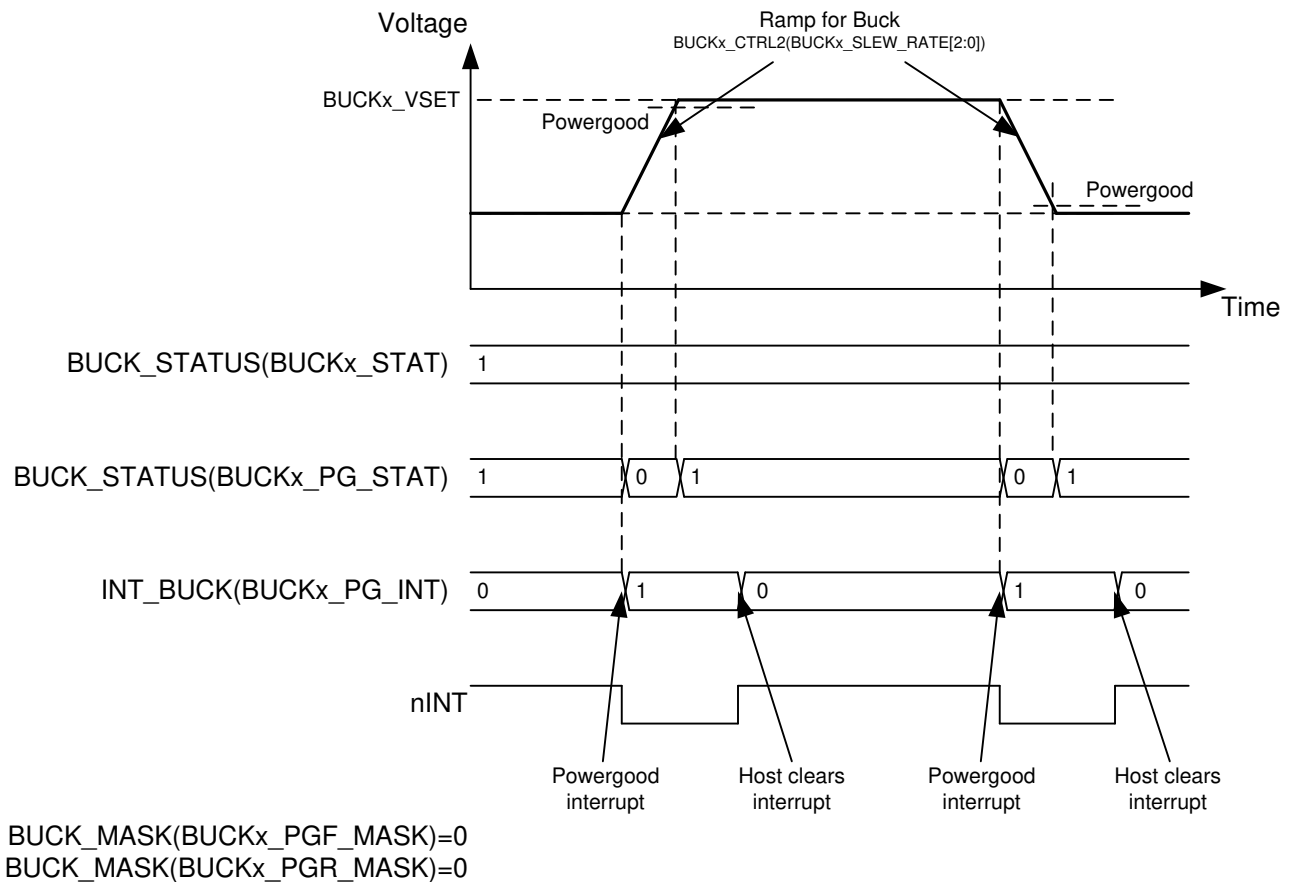 Voltage
Ramp for Buck
BUCKx_CTRL2(BUCKx_SLEW_RATE[2:0])
BUCKx_VSET
Powergood
Powergood
Time
BUCK_STATUS(BUCKx_STAT)
1
BUCK_STATUS(BUCKx_PG_STAT)
1
0
1
0
1
INT_BUCK(BUCKx_PG_INT)
0
1
0
1
0
nINT
Powergood
interrupt
Host clears
interrupt
Powergood
interrupt
Host clears
interrupt
BUCK_MASK(BUCKx_PGF_MASK)=0
BUCK_MASK(BUCKx_PGR_MASK)=0